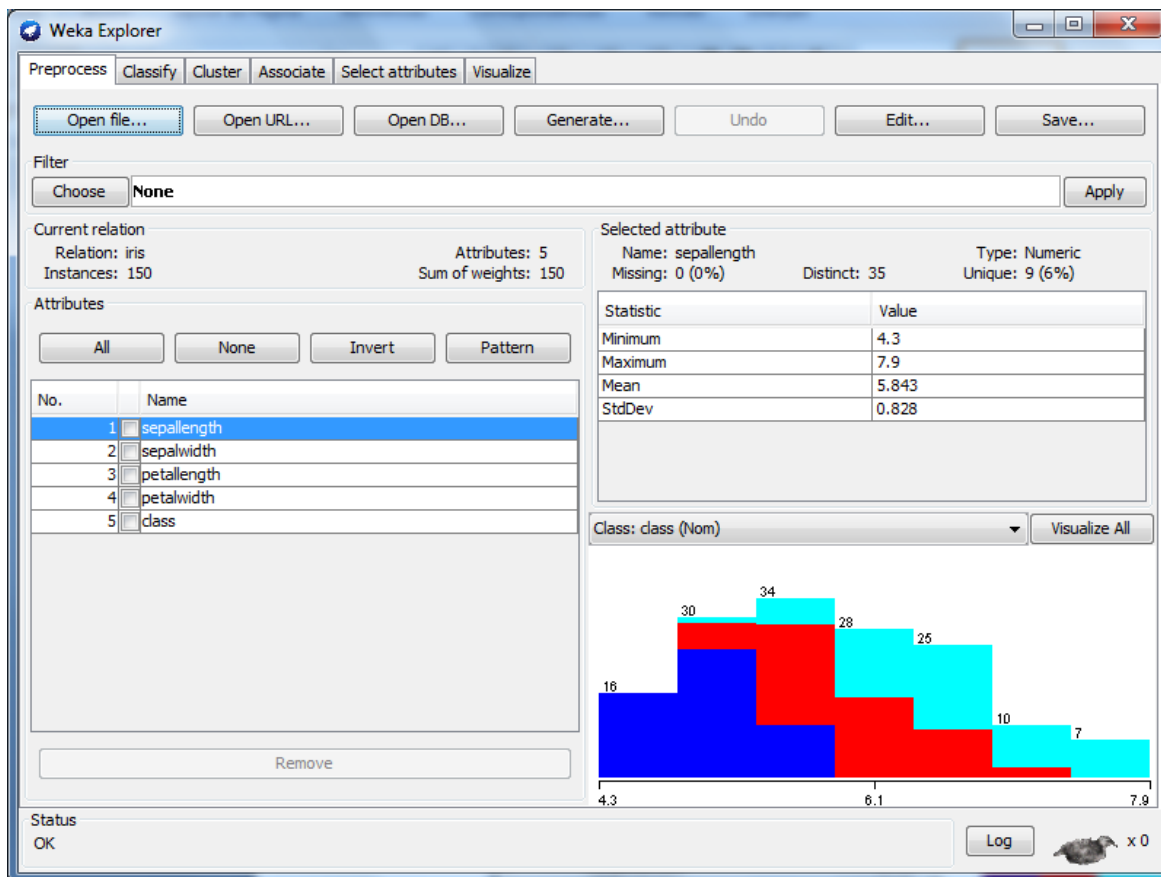 Weka Explorer
Preprocess Classify Cluster Associate Select attributes Visualize
Open file... Open URL... Open DB... Generate... Undo Edit... Save...
Filter
Choose None Apply
Current relation
Relation: iris Attributes: 5
Instances: 150 Sum of weights: 150
Attributes
All None Invert Pattern
No. Name
1 sepallength
2 sepalwidth
3 petallength
4 petalwidth
5 class
Remove
Selected attribute
Name: sepallength Type: Numeric
Missing: 0 (0%) Distinct: 35 Unique: 9 (6%)
Statistic Value
Minimum 4.3
Maximum 7.9
Mean 5.843
StdDev 0.828
Class: class (Nom) Visualize All
34
30
28
25
16
10
7
4.3 6.1 7.9
Status
OK
Log x 0